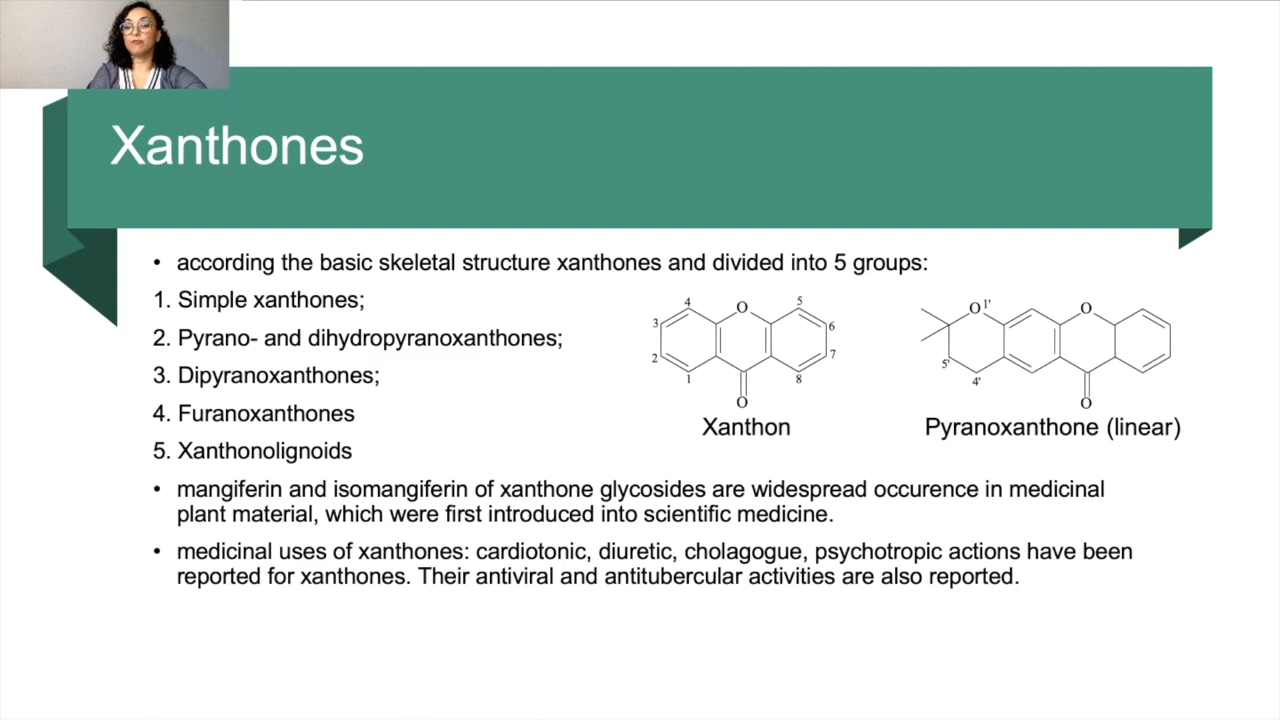 Xanthones
• according the basic skeletal structure xanthones and divided into 5 groups:
1. Simple xanthones;
2. Pyrano- and dihydropyranoxanthones;
3. Dipyranoxanthones;
4. Furanoxanthones
5. Xanthonolignoids
4 O 5
3 6
2 7
1 8
O
Xanthon
O 1' O
5'
4'
O
Pyranoxanthone (linear)
• mangiferin and isomangiferin of xanthone glycosides are widespread occurence in medicinal
plant material, which were first introduced into scientific medicine.
• medicinal uses of xanthones: cardiotonic, diuretic, cholagogue, psychotropic actions have been
reported for xanthones. Their antiviral and antitubercular activities are also reported.